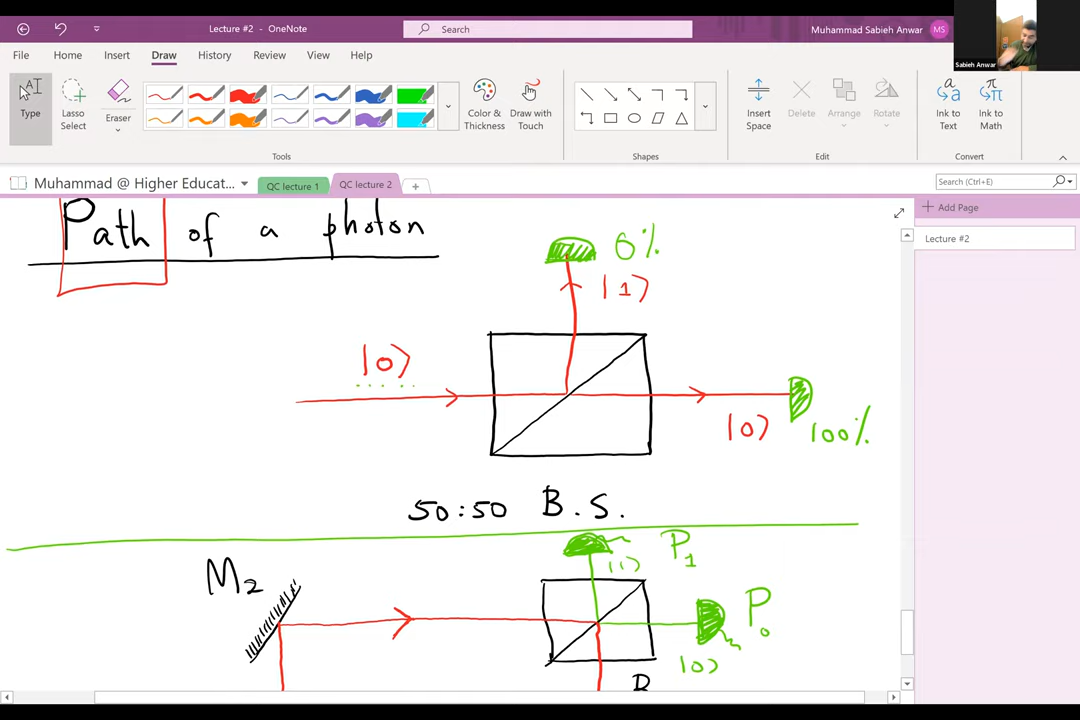 Lecture #2 - OneNote
Search
Muhammad Sabieh Anwar
MS
Sabieh Anwar
File
Home
Insert
Draw
History
Review
View
Help
Type
Lasso Select
Eraser
Color & Thickness
Draw with Touch
Insert Space
Delete
Arrange
Rotate
Ink to Text
Ink to Math
Tools
Shapes
Edit
Convert
Muhammad @ Higher Educat...
QC lecture 1
QC lecture 2
Search (Ctrl+E)
Add Page
Lecture #2
Path of a photon
0%
|1⟩
|0⟩
|0⟩
100%
50:50 B.S.
M2
P1
|1⟩
P0
|0⟩